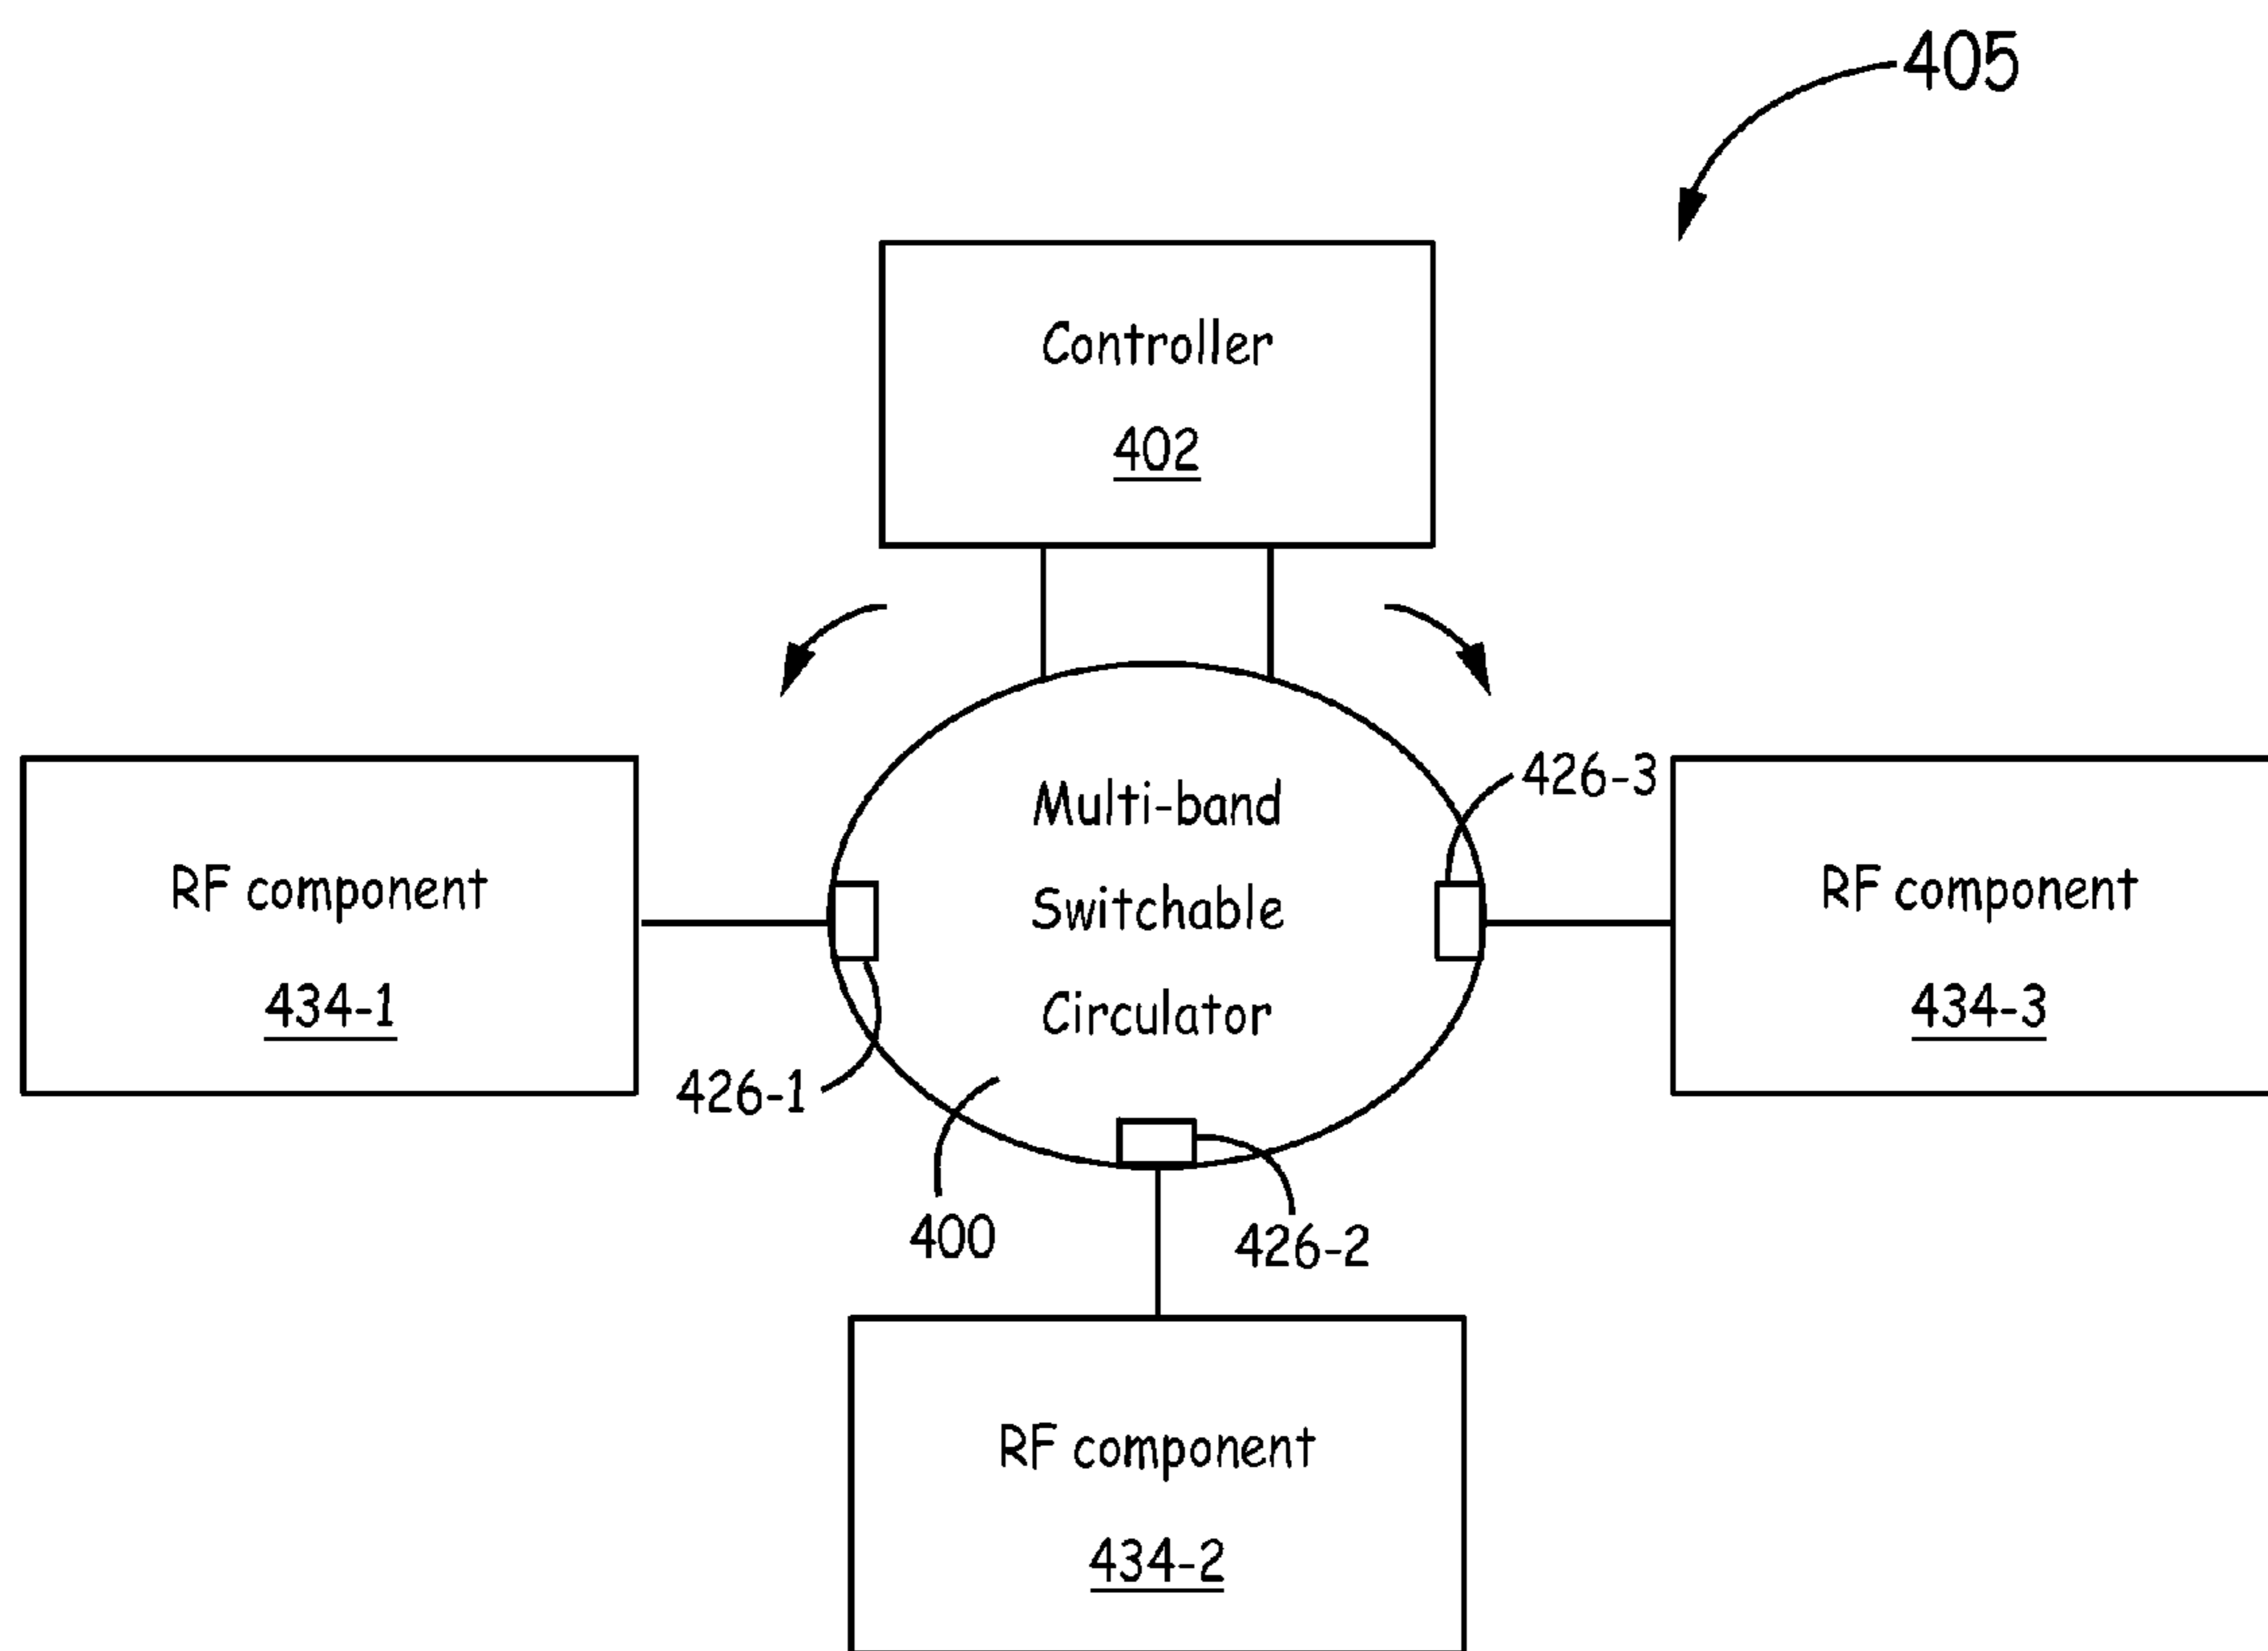 405
Controller
402
426-3
Multi-band
Switchable
Circulator
RF component
434-1
RF component
434-3
426-1
400
426-2
RF component
434-2